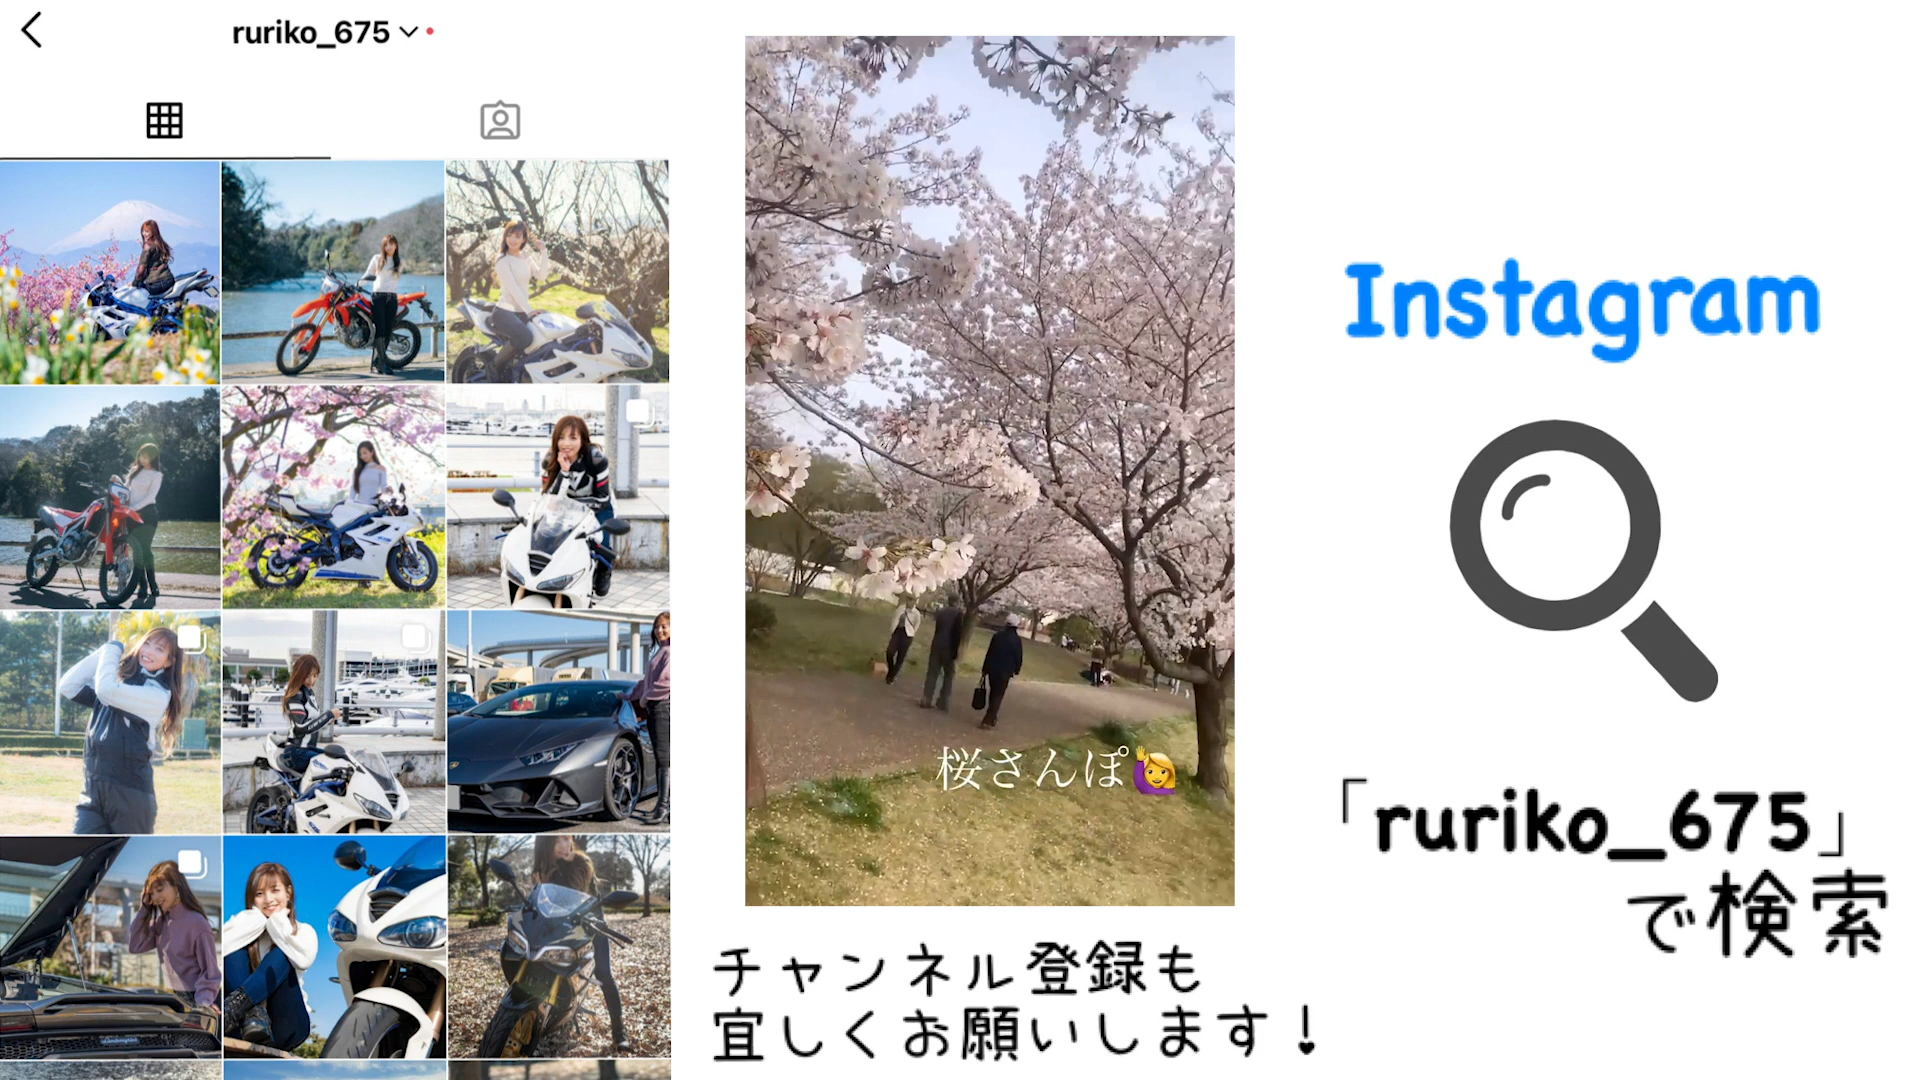 ruriko_675
桜さんぽ
Instagram
「ruriko_675」
で検索
チャンネル登録も
宜しくお願いします！